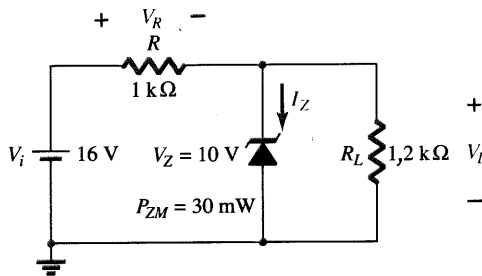 + V_R −
R
1 kΩ
I_Z
+
V_i 16 V V_Z = 10 V R_L 1,2 kΩ V_L
P_ZM = 30 mW
−